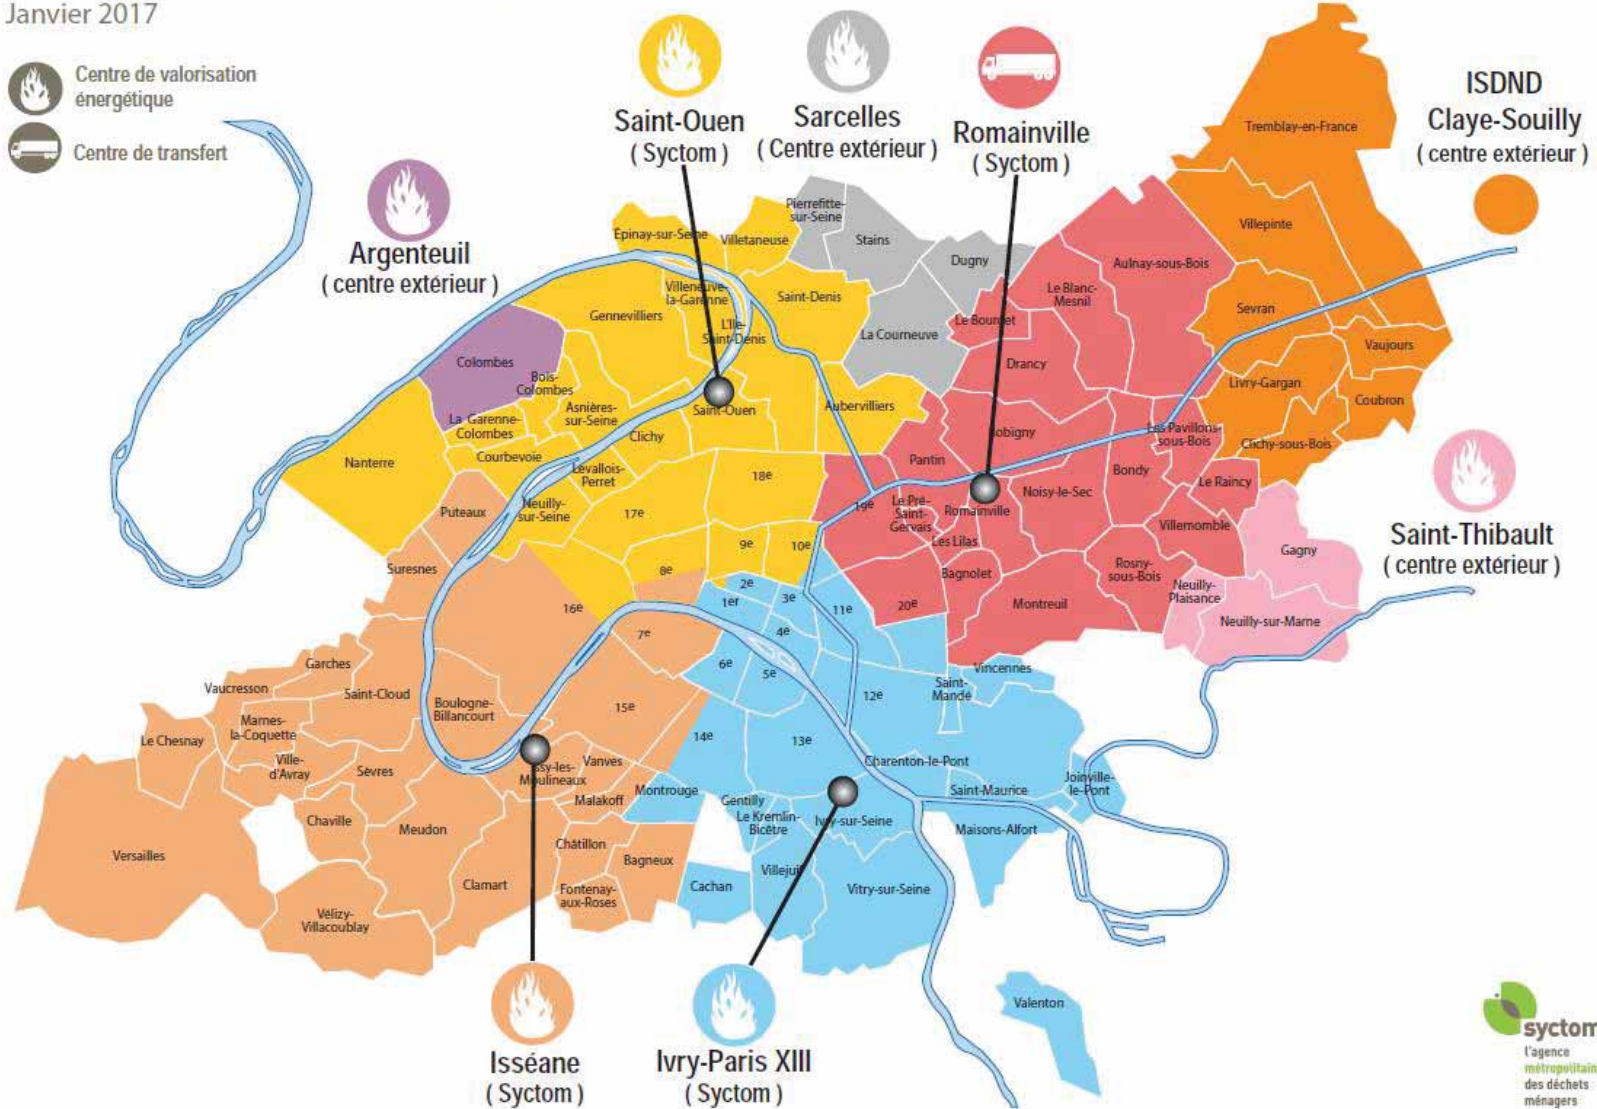 Janvier 2017
Centre de valorisation
énergétique
Centre de transfert
Argenteuil
( centre extérieur )
Saint-Ouen
( Syctom )
Sarcelles
( Centre extérieur )
Romainville
( Syctom )
ISDND
Claye-Souilly
( centre extérieur )
Saint-Thibault
( centre extérieur )
Isséane
( Syctom )
Ivry-Paris XIII
( Syctom )
Tremblay-en-France
Villepinte
Pierrefitte-
sur-Seine
Épinay-sur-Seine
Villetaneuse
Stains
Dugny
Aulnay-sous-Bois
Villeneuve-
la-Garenne
Saint-Denis
Le Blanc-
Mesnil
Sevran
Gennevilliers
L'Ile-
Saint-Denis
La Courneuve
Le Bourget
Vaujours
Colombes
Drancy
Bois-
Colombes
Livry-Gargan
Coubron
La Garenne-
Colombes
Asnières-
sur-Seine
Saint-Ouen
Aubervilliers
Clichy
Bobigny
Les Pavillons-
sous-Bois
Clichy-sous-Bois
Nanterre
Courbevoie
Levallois-
Perret
18e
Pantin
Bondy
Le Raincy
Puteaux
Neuilly-
sur-Seine
17e
19e
Le Pré-
Saint-
Gervais
Romainville
Noisy-le-Sec
Villemomble
Les Lilas
9e
10e
Gagny
Suresnes
8e
2e
Bagnolet
Rosny-
sous-Bois
Neuilly-
Plaisance
16e
1er
3e
11e
20e
Montreuil
Neuilly-sur-Marne
7e
4e
Garches
6e
5e
Vincennes
Vaucresson
Saint-Cloud
Saint-
Mandé
12e
Boulogne-
Billancourt
15e
Marnes-
la-Coquette
Le Chesnay
14e
13e
Ville-
d'Avray
Sèvres
Issy-les-
Moulineaux
Vanves
Charenton-le-Pont
Joinville-
le-Pont
Montrouge
Malakoff
Gentilly
Saint-Maurice
Chaville
Meudon
Le Kremlin-
Bicêtre
Ivry-sur-Seine
Maisons-Alfort
Versailles
Châtillon
Bagneux
Clamart
Fontenay-
aux-Roses
Cachan
Villejuif
Vitry-sur-Seine
Vélizy-
Villacoublay
Valenton
syctom
l'agence
métropolitain
des déchets
ménagers